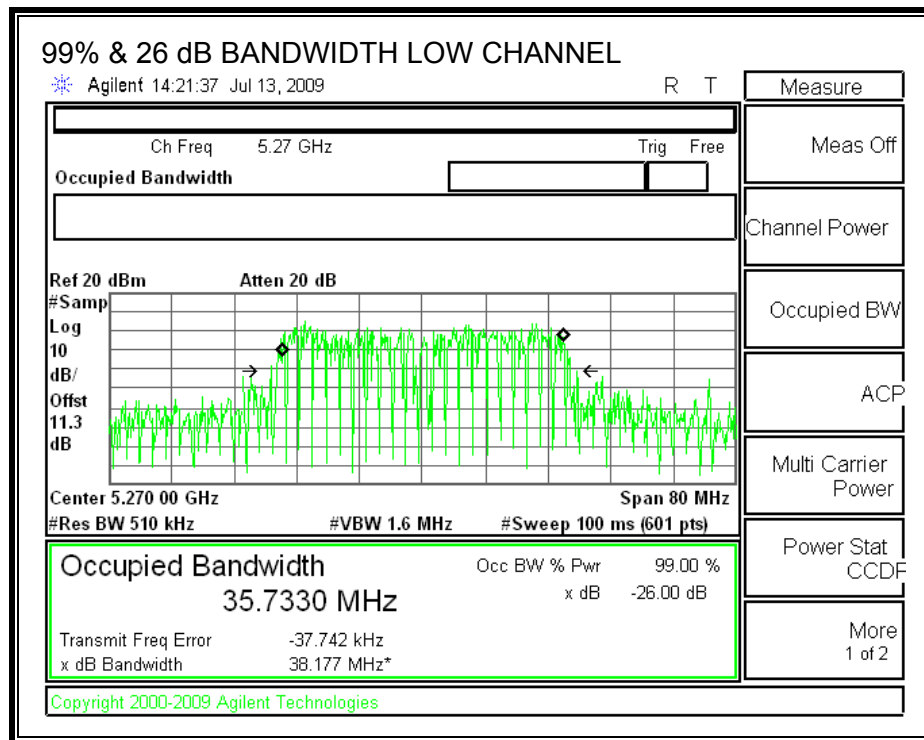 99% & 26 dB BANDWIDTH LOW CHANNEL
Agilent 14:21:37 Jul 13, 2009 R T
Measure
Ch Freq 5.27 GHz Trig Free
Meas Off
Occupied Bandwidth
Channel Power
Ref 20 dBm Atten 20 dB
#Samp
Log
10
dB/
Offst
11.3
dB
Occupied BW
ACP
Multi Carrier
Power
Center 5.270 00 GHz Span 80 MHz
#Res BW 510 kHz #VBW 1.6 MHz #Sweep 100 ms (601 pts)
Power Stat
CCDF
Occupied Bandwidth Occ BW % Pwr 99.00 %
35.7330 MHz x dB -26.00 dB
Transmit Freq Error -37.742 kHz
x dB Bandwidth 38.177 MHz*
More
1 of 2
Copyright 2000-2009 Agilent Technologies